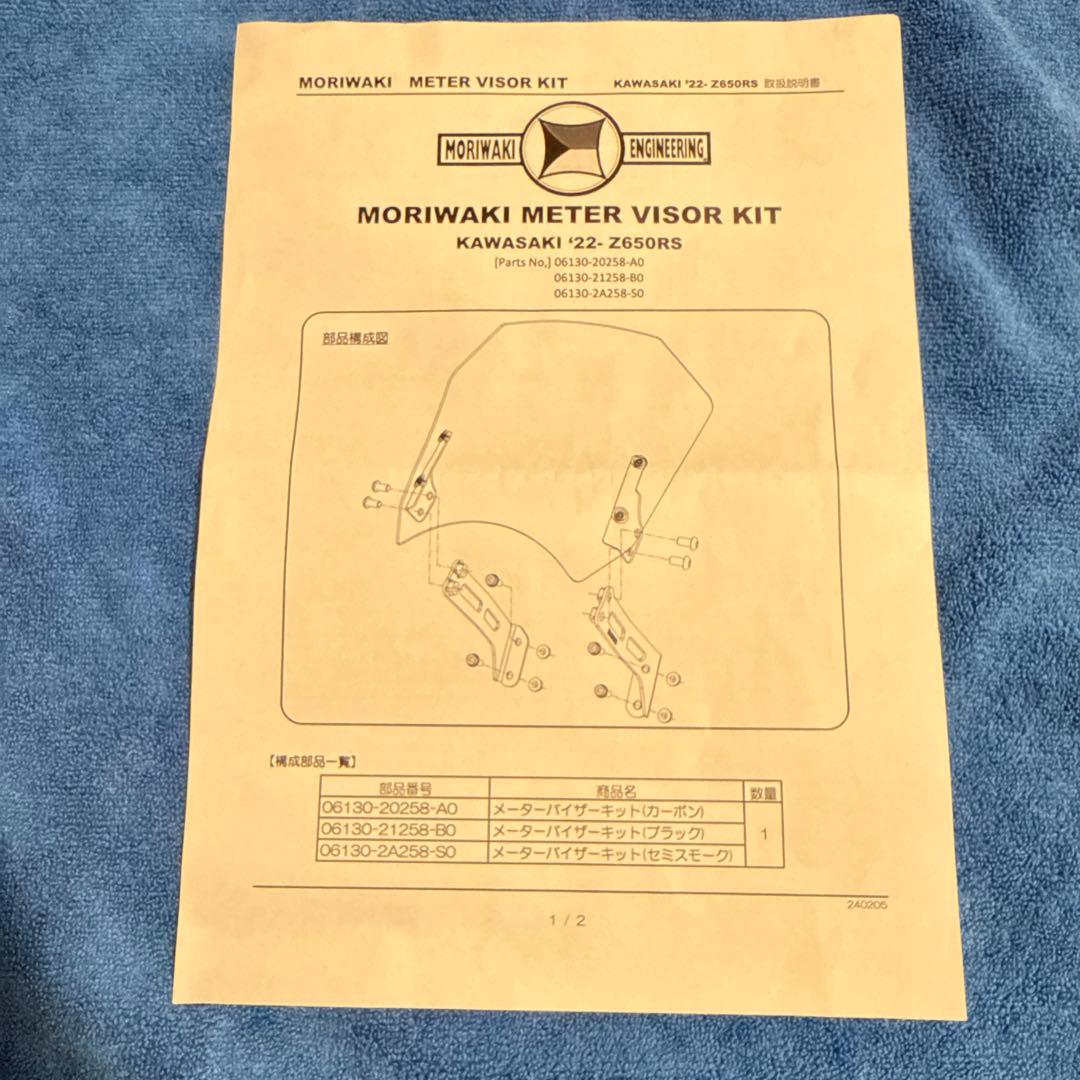 MORIWAKI METER VISOR KIT KAWASAKI '22- Z650RS 取扱説明書
MORIWAKI ENGINEERING
MORIWAKI METER VISOR KIT
KAWASAKI ‘22- Z650RS
[Parts No,] 06130-20258-A0
06130-21258-B0
06130-2A258-S0
部品構成図
【構成部品一覧】
部品番号 商品名 数量
06130-20258-A0 メーターバイザーキット(カーボン)
06130-21258-B0 メーターバイザーキット(ブラック) 1
06130-2A258-S0 メーターバイザーキット(セミスモーク)
240205
1 / 2